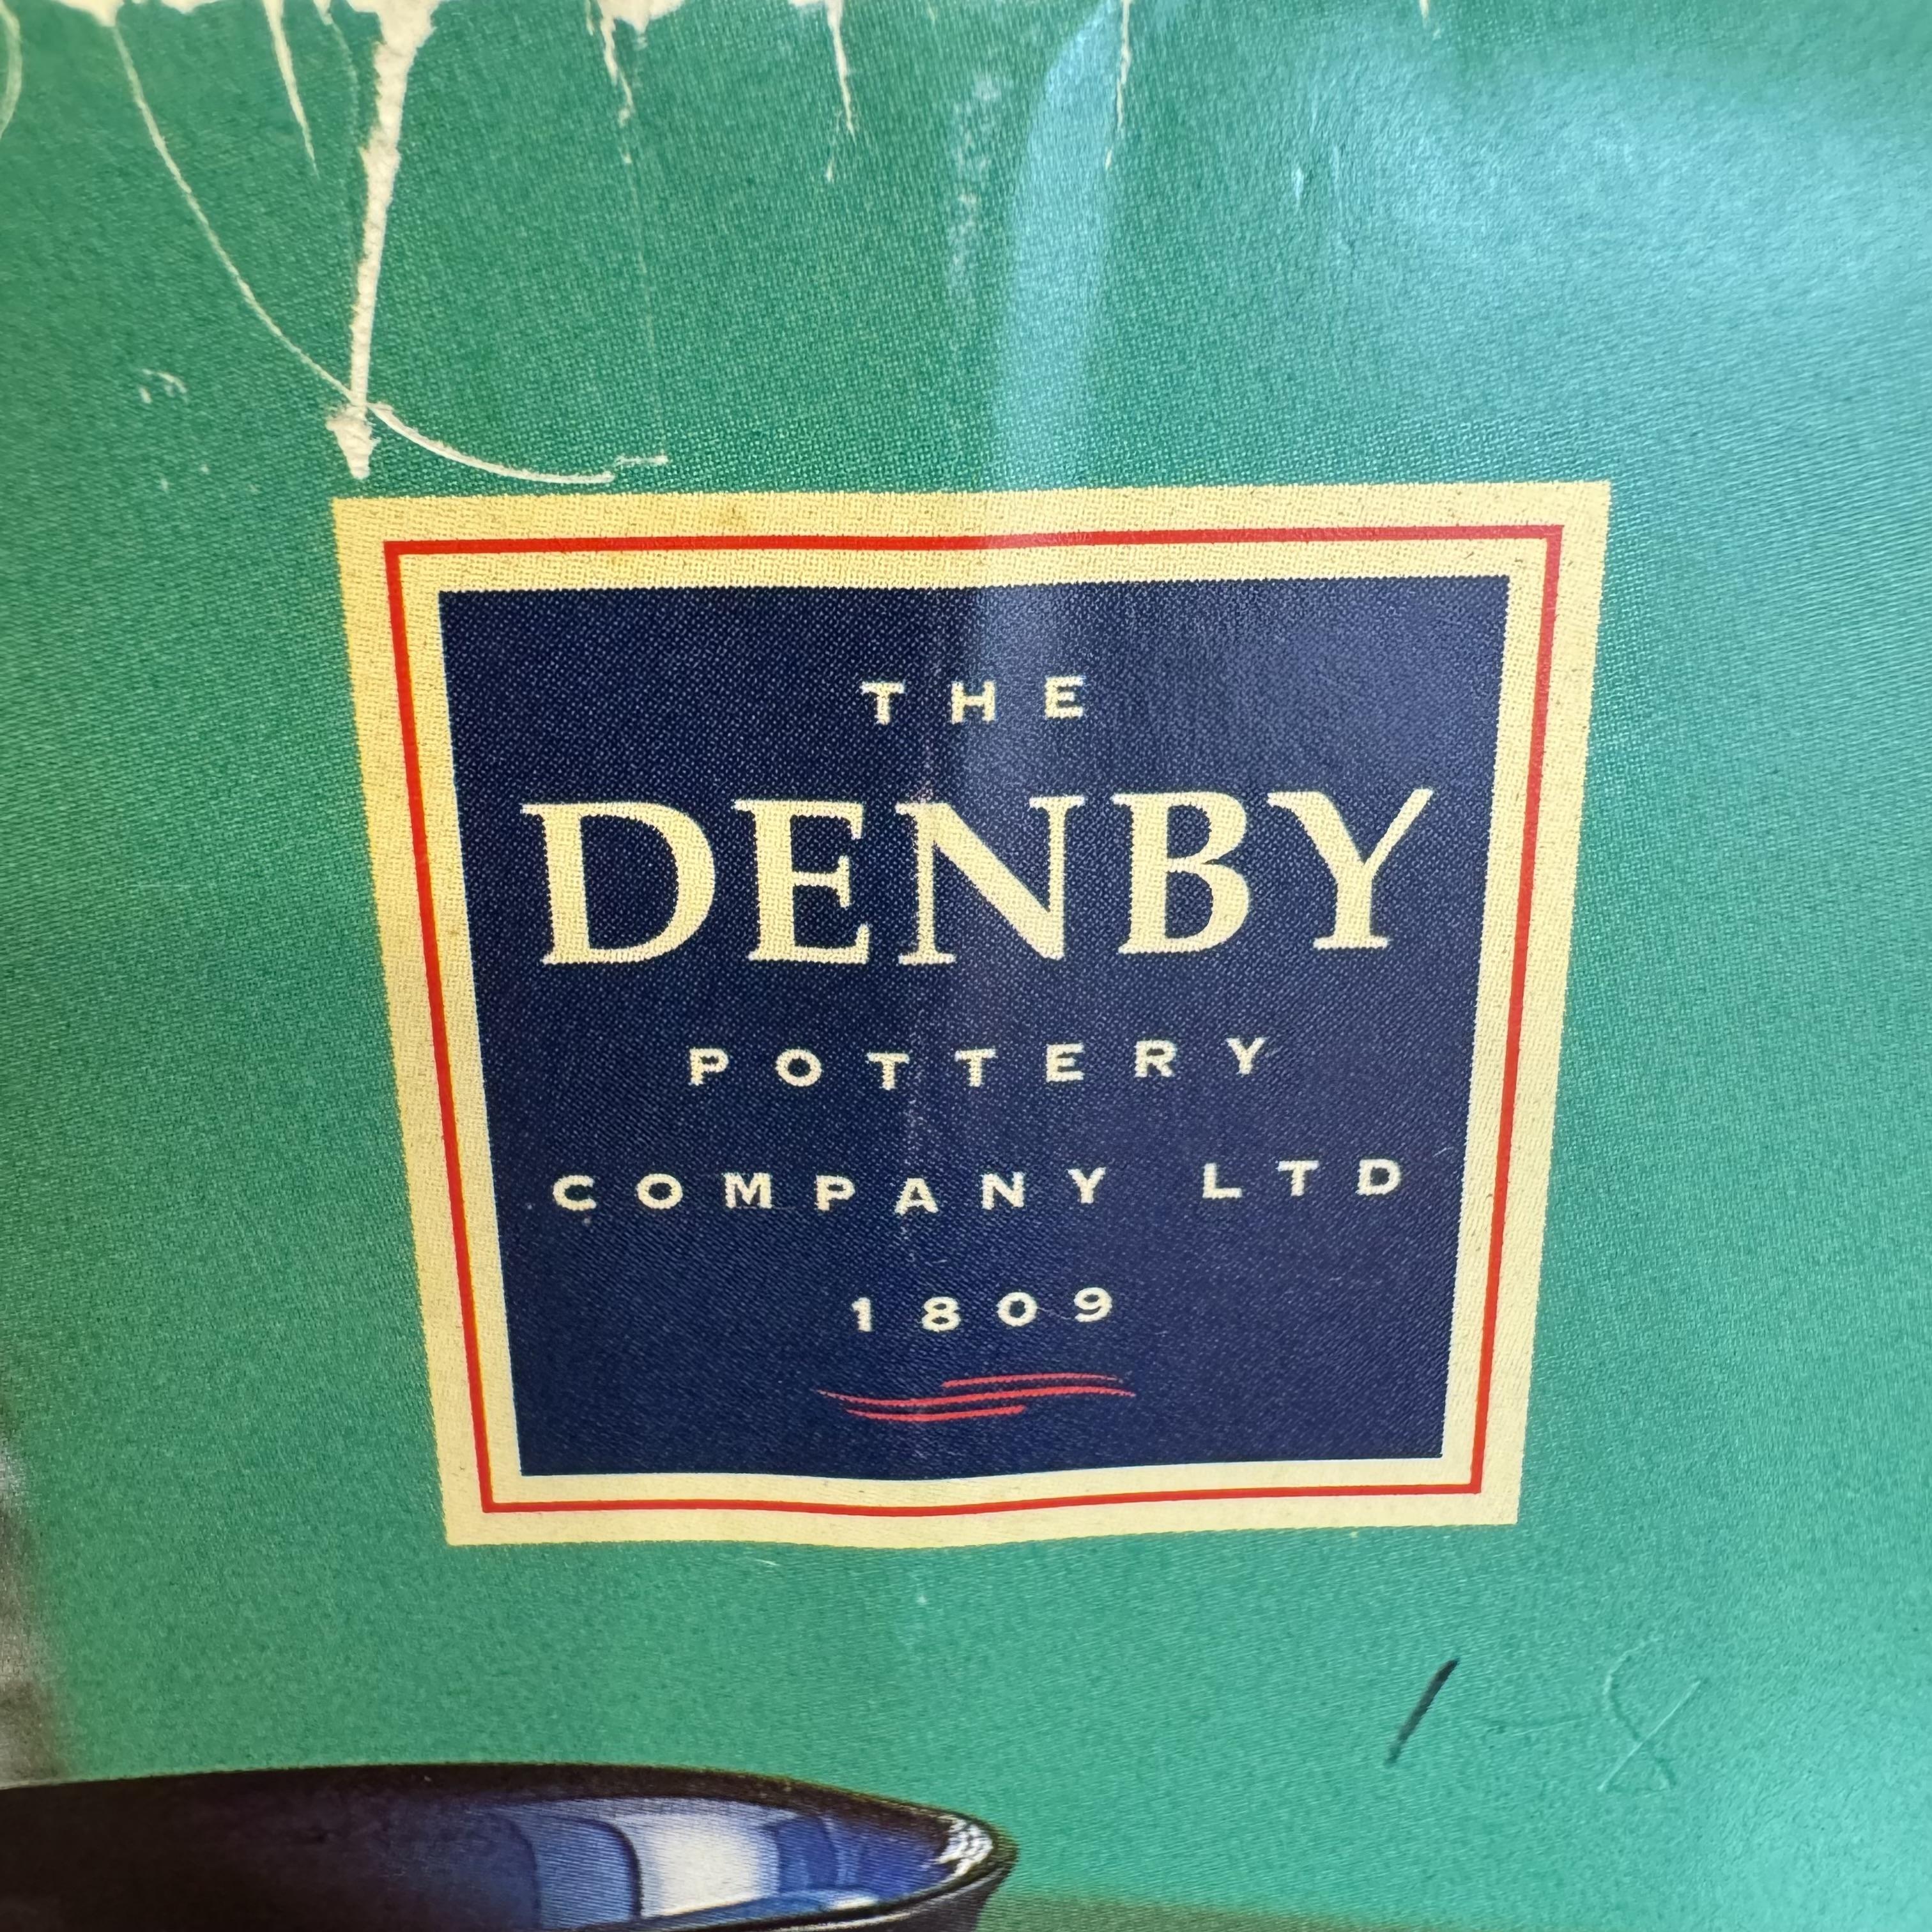 THE
DENBY
POTTERY
COMPANY LTD
1809